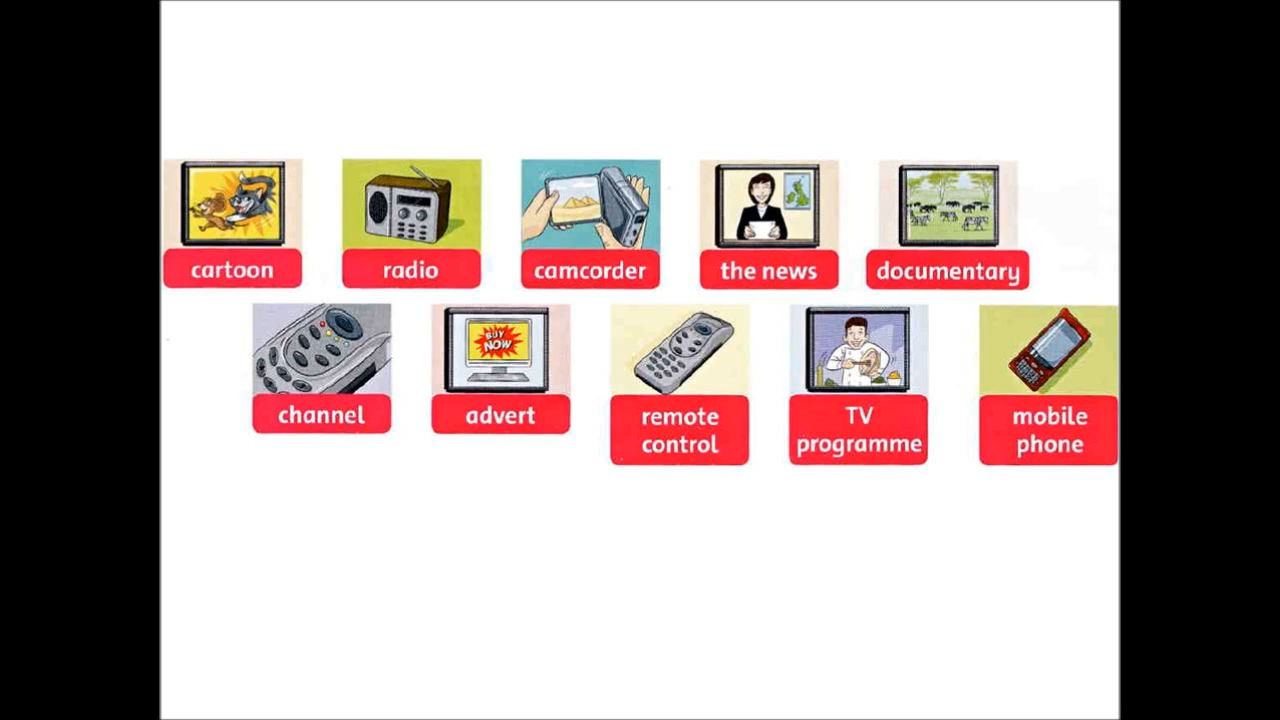 cartoon
radio
camcorder
the news
documentary
BUY
NOW
channel
advert
remote
control
TV
programme
mobile
phone